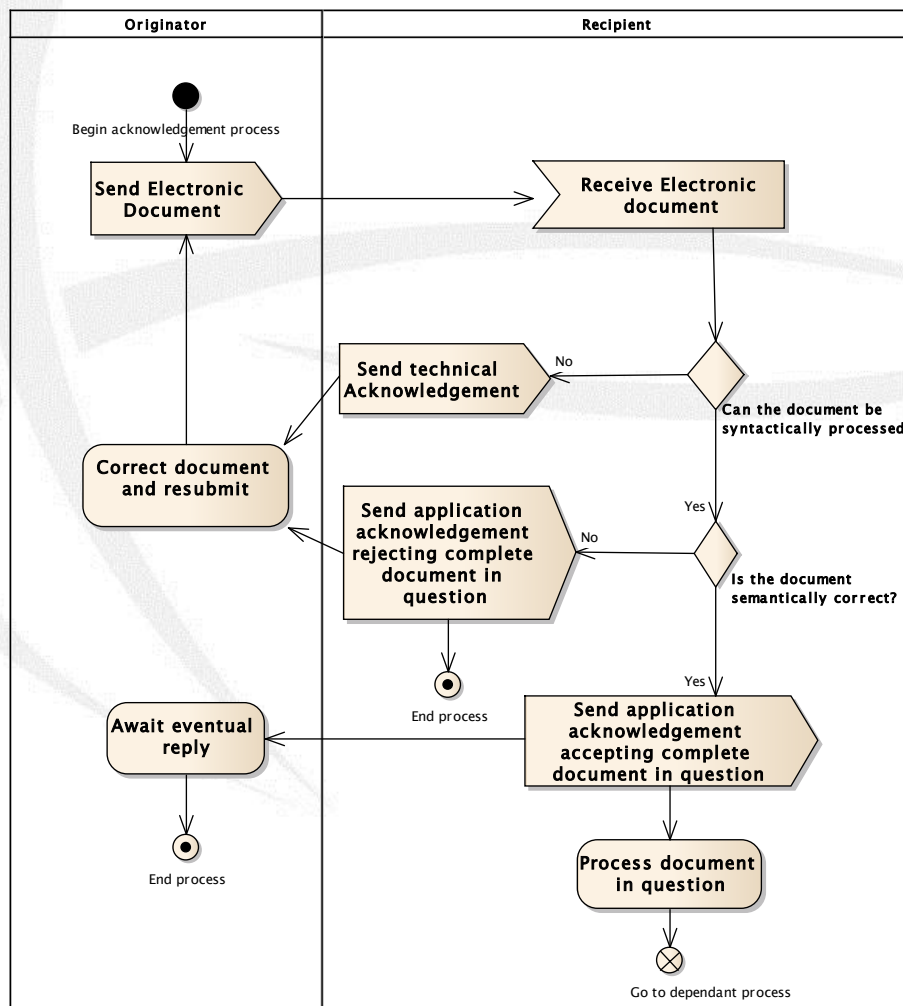 Originator
Recipient
Begin acknowledgement process
Send Electronic
Document
Receive Electronic
document
Send technical
Acknowledgement
No
Can the document be
syntactically processed
Correct document
and resubmit
Send application
acknowledgement
rejecting complete
document in
question
No
Yes
Is the document
semantically correct?
End process
Yes
Await eventual
reply
Send application
acknowledgement
accepting complete
document in question
End process
Process document
in question
Go to dependant process